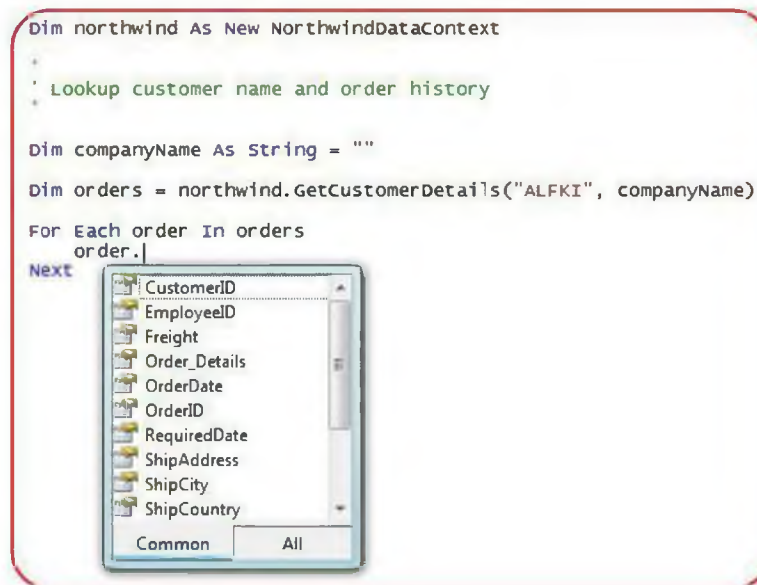 Dim northwind As New NorthwindDataContext
'
' Lookup customer name and order history
'
Dim companyName As String = ""
Dim orders = northwind.GetCustomerDetails("ALFKI", companyName)
For Each order In orders
order.
Next
CustomerID
EmployeeID
Freight
Order_Details
OrderDate
OrderID
RequiredDate
ShipAddress
ShipCity
ShipCountry
Common All